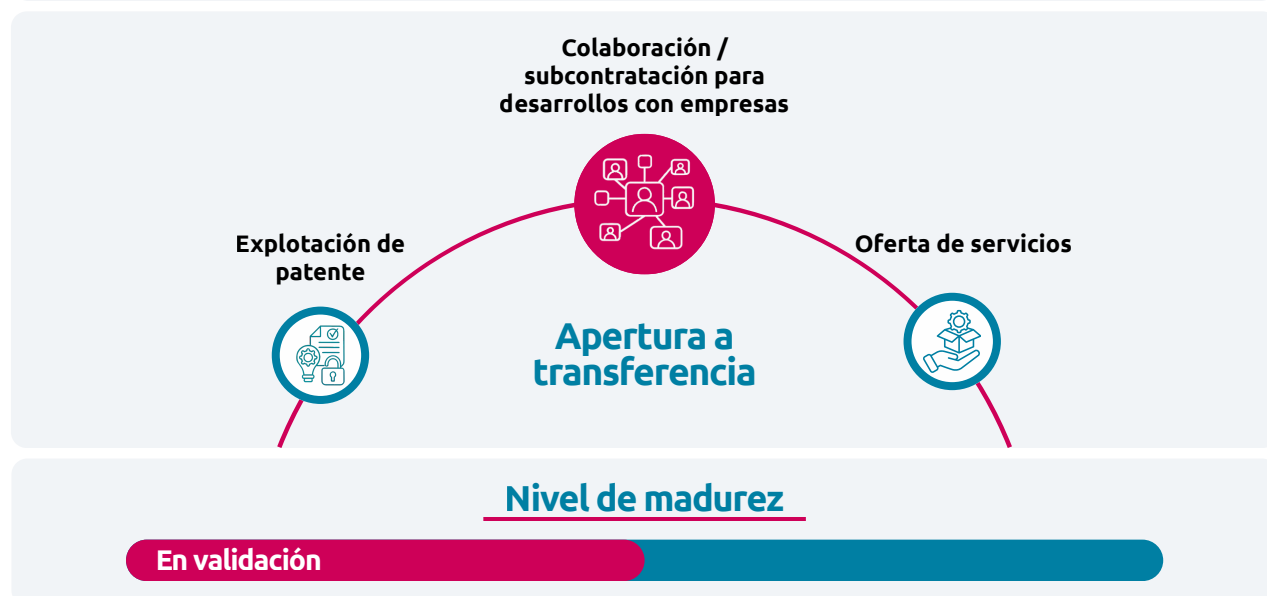 Colaboración /
subcontratación para
desarrollos con empresas
Explotación de
patente
Oferta de servicios
Apertura a
transferencia
Nivel de madurez
En validación